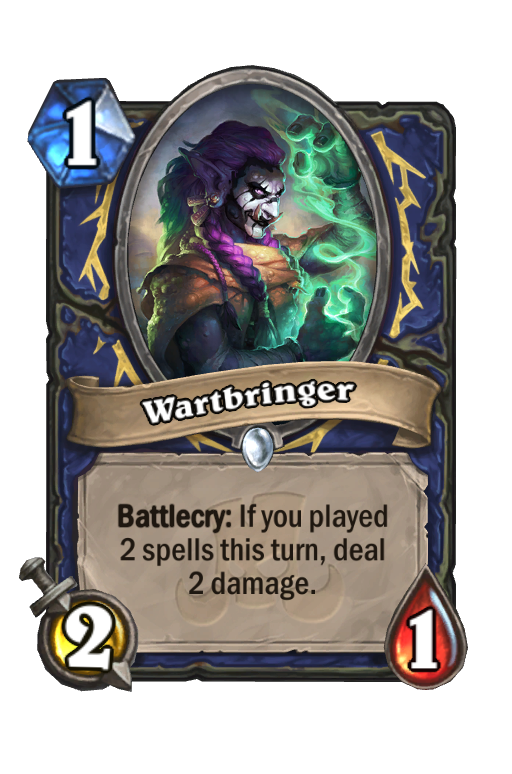 1
Wartbringer
Battlecry: If you played
2 spells this turn, deal
2 damage.
2
1